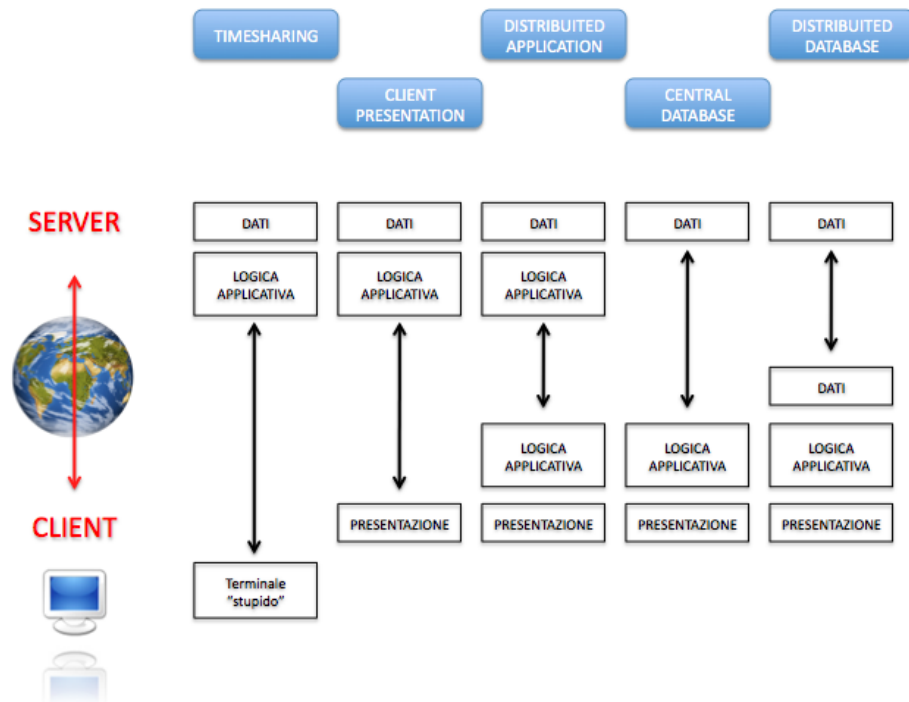 TIMESHARING
DISTRIBUITED
APPLICATION
DISTRIBUITED
DATABASE
CLIENT
PRESENTATION
CENTRAL
DATABASE
SERVER
DATI
DATI
DATI
DATI
DATI
LOGICA
APPLICATIVA
LOGICA
APPLICATIVA
LOGICA
APPLICATIVA
DATI
LOGICA
APPLICATIVA
LOGICA
APPLICATIVA
LOGICA
APPLICATIVA
CLIENT
PRESENTAZIONE
PRESENTAZIONE
PRESENTAZIONE
PRESENTAZIONE
Terminale
"stupido"